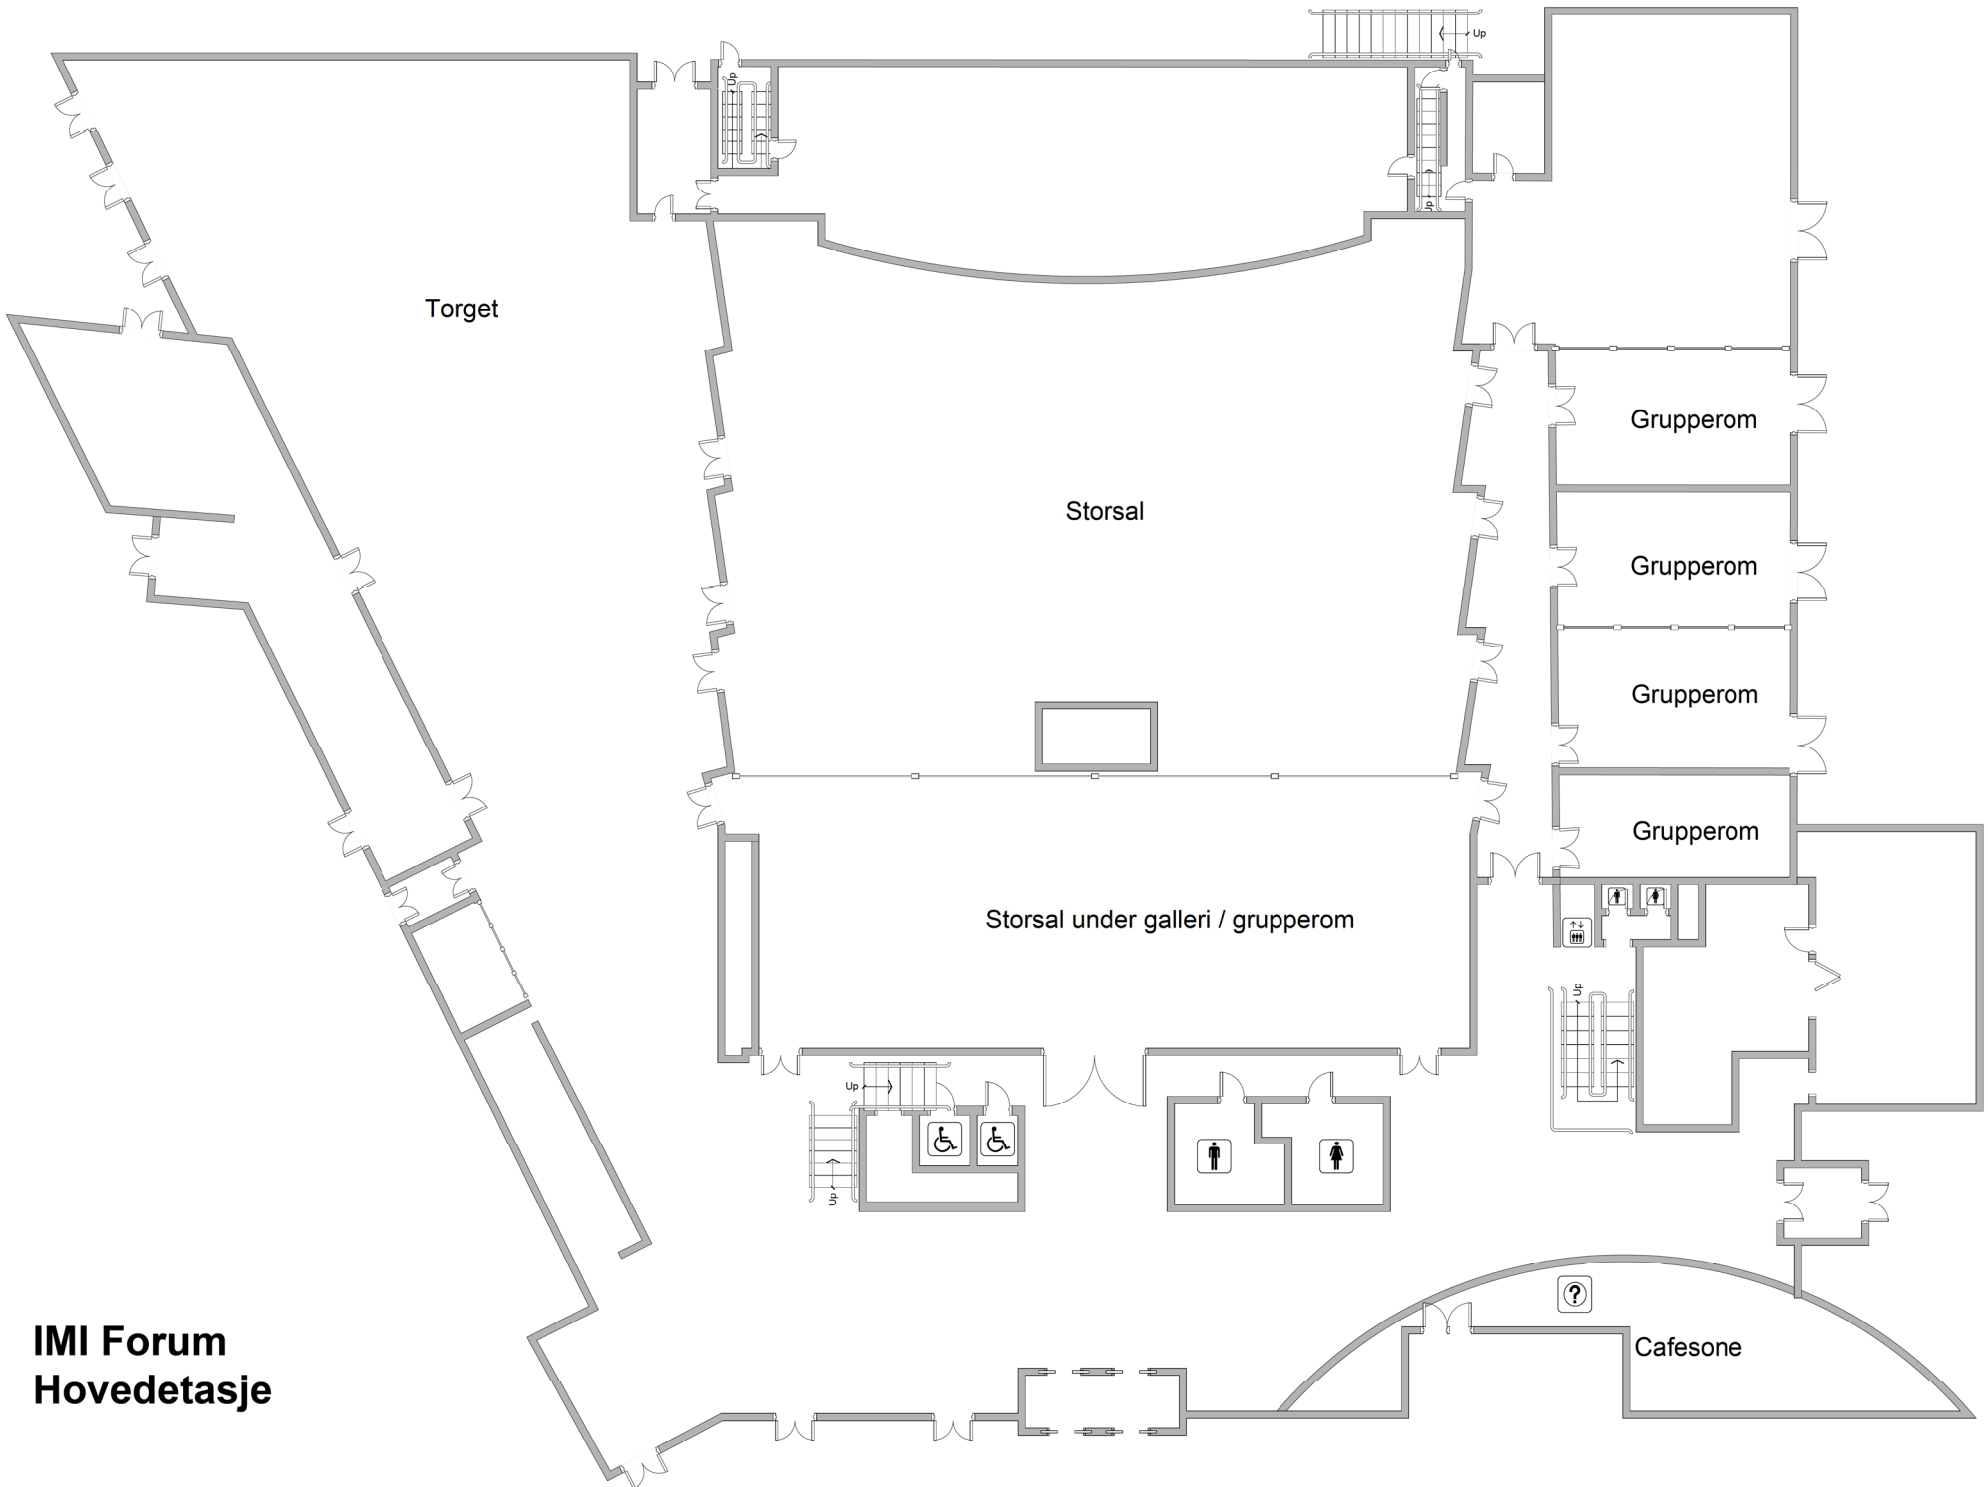 Up
Up
Up
Torget
Grupperom
Storsal
Grupperom
Grupperom
Grupperom
Storsal under galleri / grupperom
Up
Up
Up
?
Cafesone
IMI Forum
Hovedetasje